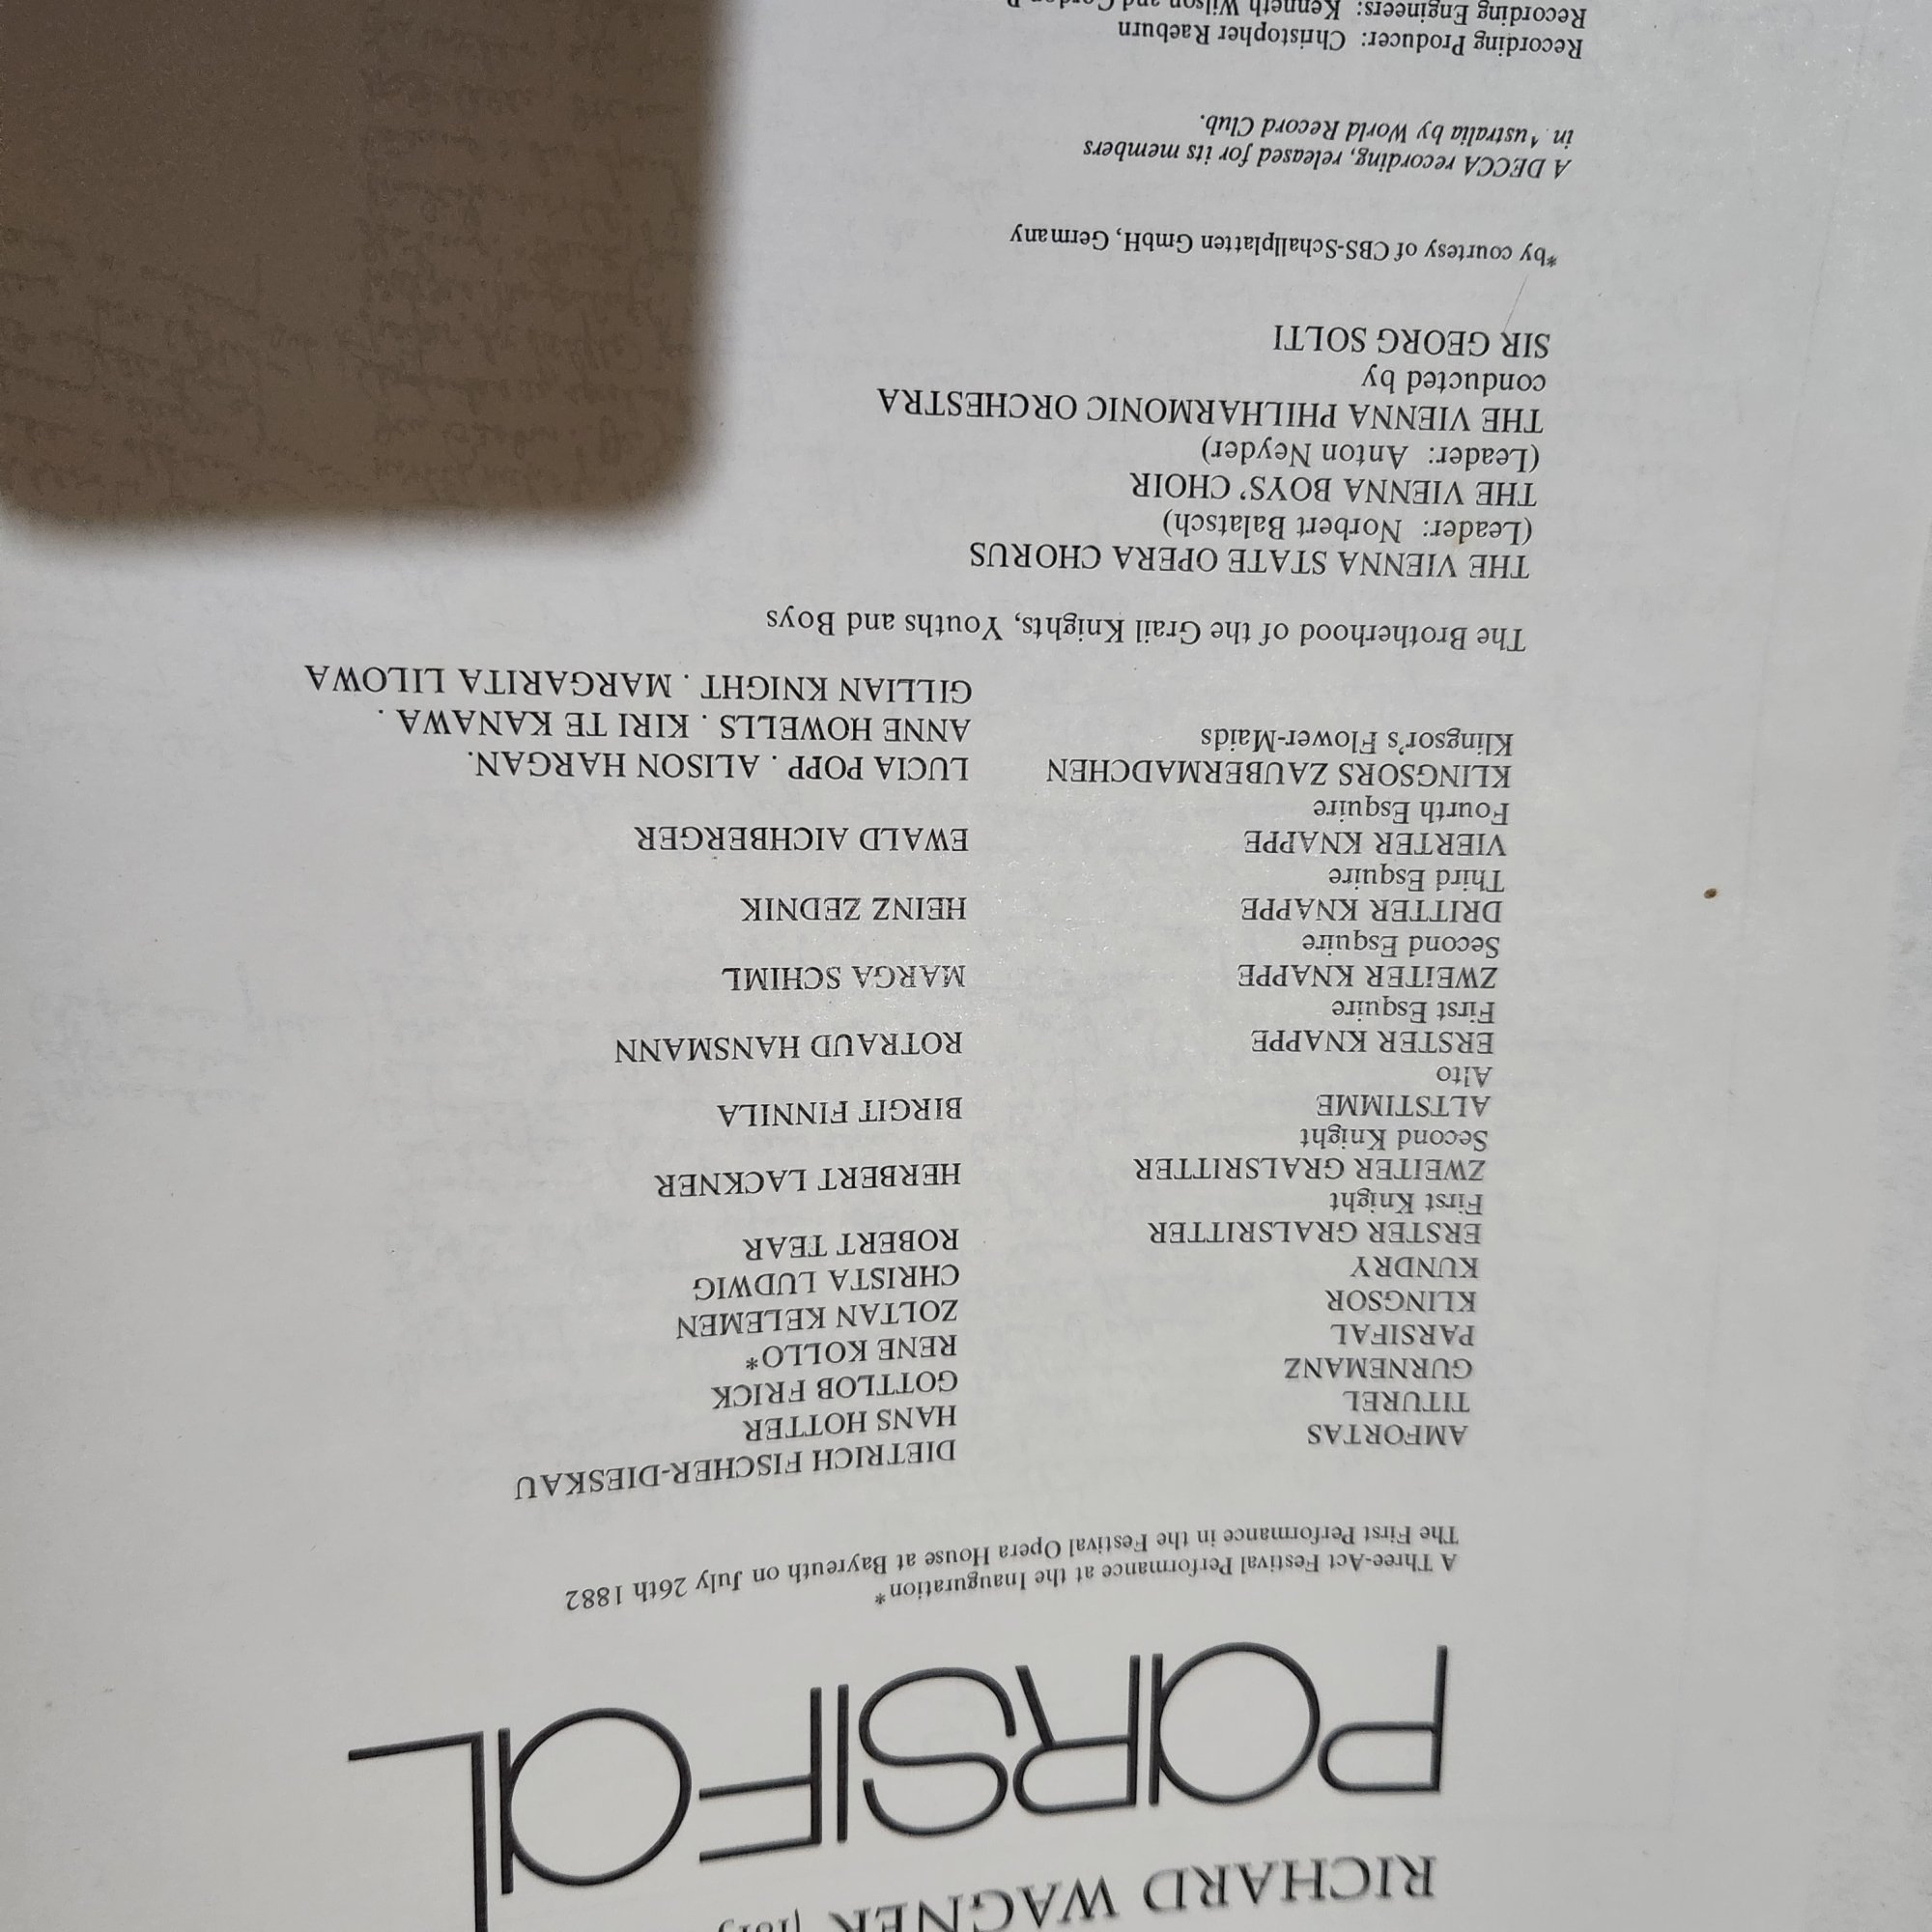 RICHARD WAGNER
PARSIFAL
A Three-Act Festival Performance at the Inauguration*
The First Performance in the Festival Opera House at Bayreuth on July 26th 1882
AMFORTAS DIETRICH FISCHER-DIESKAU
TITUREL HANS HOTTER
GURNEMANZ GOTTLOB FRICK
PARSIFAL RENE KOLLO*
KLINGSOR ZOLTAN KELEMEN
KUNDRY CHRISTA LUDWIG
ERSTER GRALSRITTER ROBERT TEAR
First Knight
ZWEITER GRALSRITTER HERBERT LACKNER
Second Knight
ALTSTIMME BIRGIT FINNILA
Alto
ERSTER KNAPPE ROTRAUD HANSMANN
First Esquire
ZWEITER KNAPPE MARGA SCHIML
Second Esquire
DRITTER KNAPPE HEINZ ZEDNIK
Third Esquire
VIERTER KNAPPE EWALD AICHBERGER
Fourth Esquire
KLINGSORS ZAUBERMADCHEN LUCIA POPP . ALISON HARGAN.
Klingsor's Flower-Maids ANNE HOWELLS . KIRI TE KANAWA .
GILLIAN KNIGHT . MARGARITA LILOWA
The Brotherhood of the Grail Knights, Youths and Boys
THE VIENNA STATE OPERA CHORUS
(Leader: Norbert Balatsch)
THE VIENNA BOYS' CHOIR
(Leader: Anton Neyder)
THE VIENNA PHILHARMONIC ORCHESTRA
conducted by
SIR GEORG SOLTI
*by courtesy of CBS-Schallplatten GmbH, Germany
A DECCA recording, released for its members
in Australia by World Record Club.
Recording Producer: Christopher Raeburn
Recording Engineers: Kenneth Wilson and Gordon